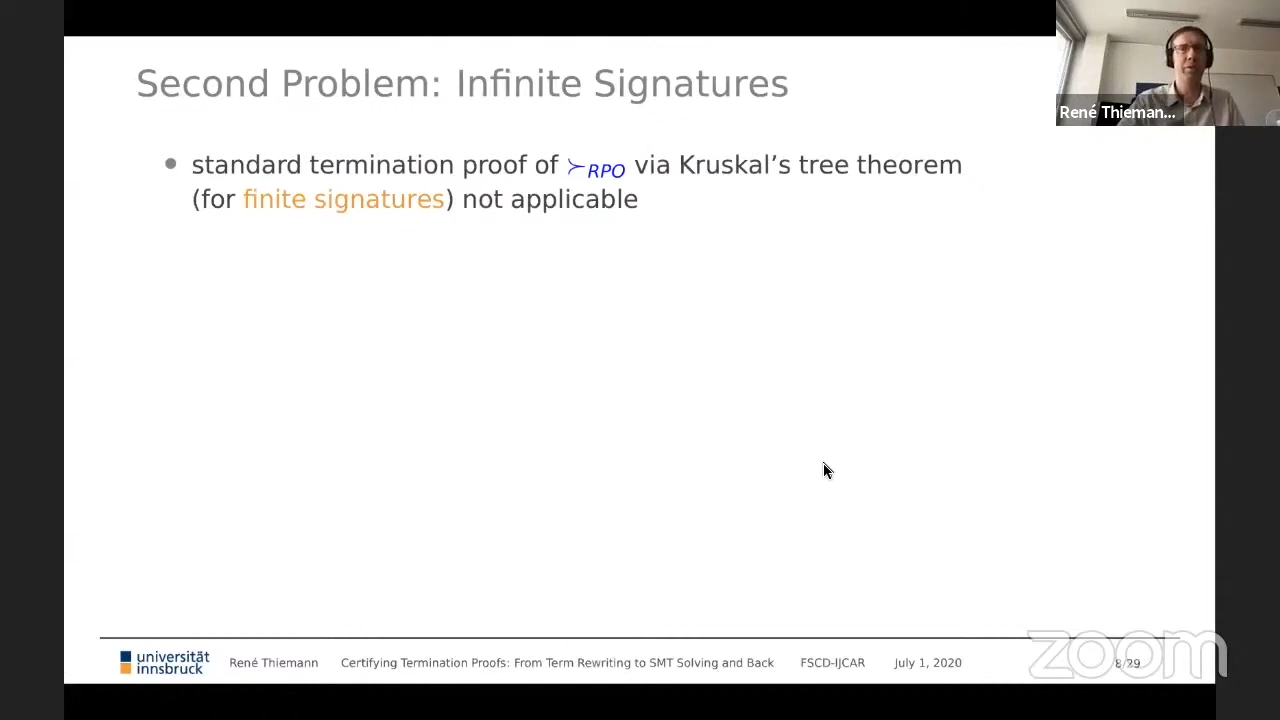 Second Problem: Infinite Signatures
René Thieman...
• standard termination proof of ≻RPO via Kruskal's tree theorem
(for finite signatures) not applicable
universität
innsbruck
René Thiemann
Certifying Termination Proofs: From Term Rewriting to SMT Solving and Back
FSCD-IJCAR
July 1, 2020
8/29
zoom